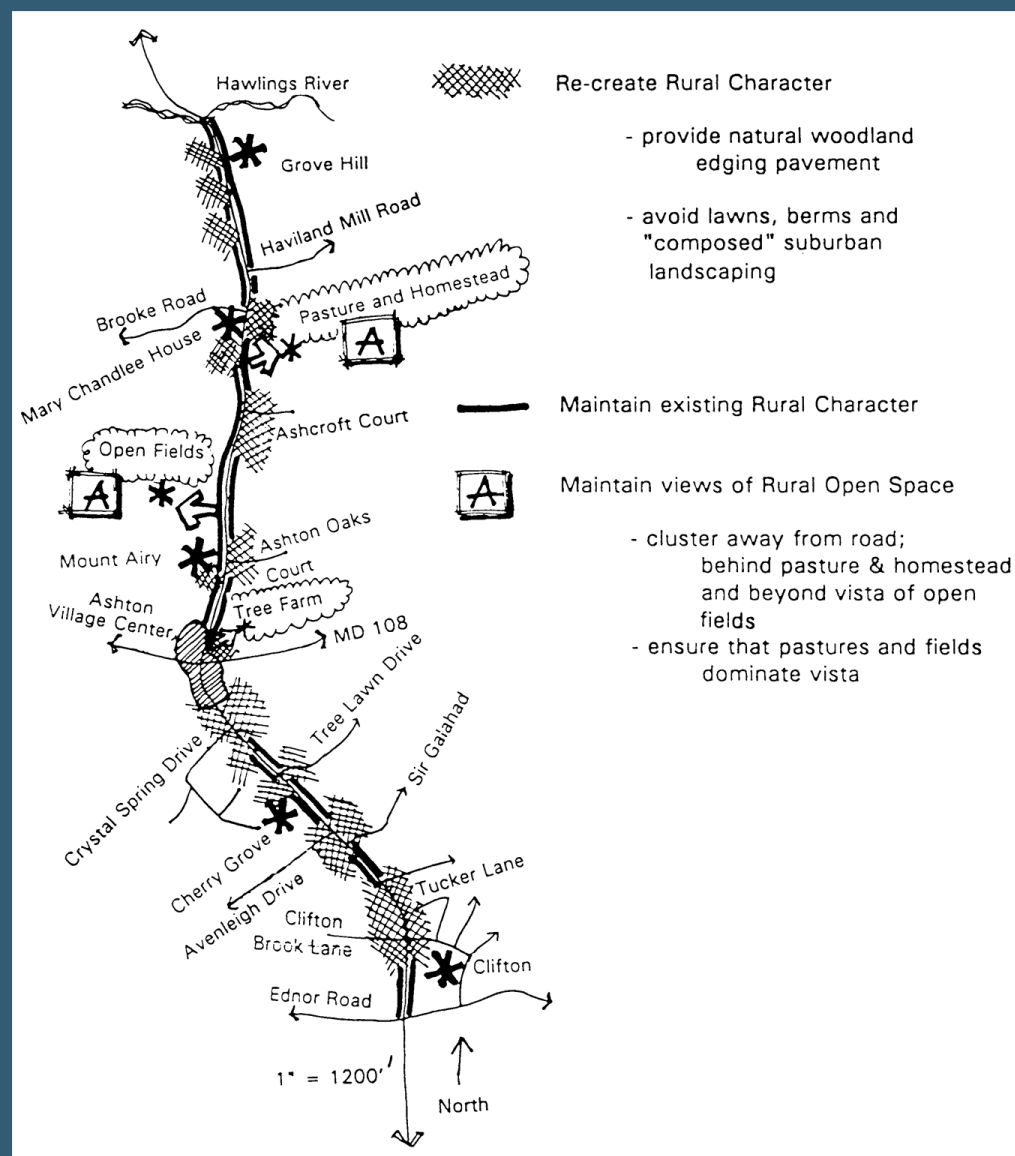 Hawlings River
Grove Hill
Haviland Mill Road
Brooke Road
Pasture and Homestead
Mary Chandlee House
A
Ashcroft Court
Open Fields
A
Mount Airy
Ashton Oaks
Court
Ashton
Village Center
Tree Farm
MD 108
Tree Lawn Drive
Crystal Spring Drive
Sir Galahad
Cherry Grove
Avenleigh Drive
Tucker Lane
Clifton
Brook Lane
Clifton
Ednor Road
1" = 1200'
North
Re-create Rural Character
- provide natural woodland
edging pavement
- avoid lawns, berms and
"composed" suburban
landscaping
Maintain existing Rural Character
A
Maintain views of Rural Open Space
- cluster away from road;
behind pasture & homestead
and beyond vista of open
fields
- ensure that pastures and fields
dominate vista